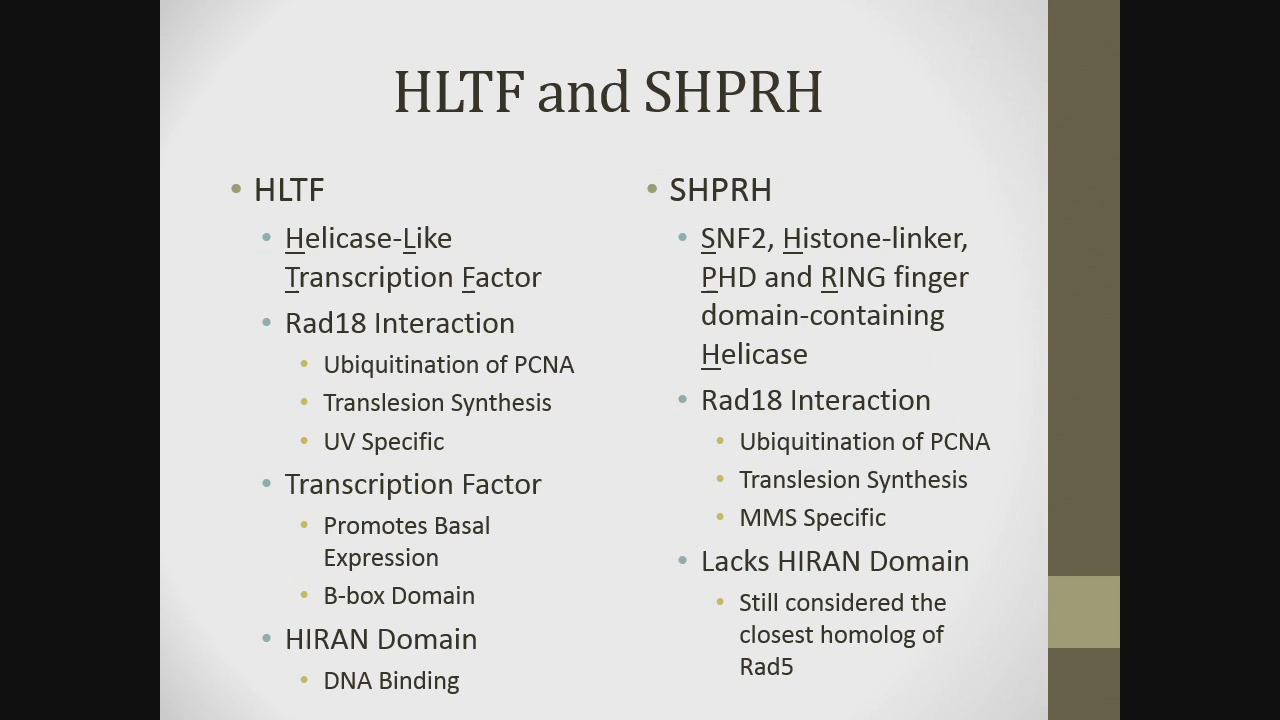 HLTF and SHPRH
HLTF
Helicase-Like
Transcription Factor
Rad18 Interaction
Ubiquitination of PCNA
Translesion Synthesis
UV Specific
Transcription Factor
Promotes Basal
Expression
B-box Domain
HIRAN Domain
DNA Binding
SHPRH
SNF2, Histone-linker,
PHD and RING finger
domain-containing
Helicase
Rad18 Interaction
Ubiquitination of PCNA
Translesion Synthesis
MMS Specific
Lacks HIRAN Domain
Still considered the
closest homolog of
Rad5